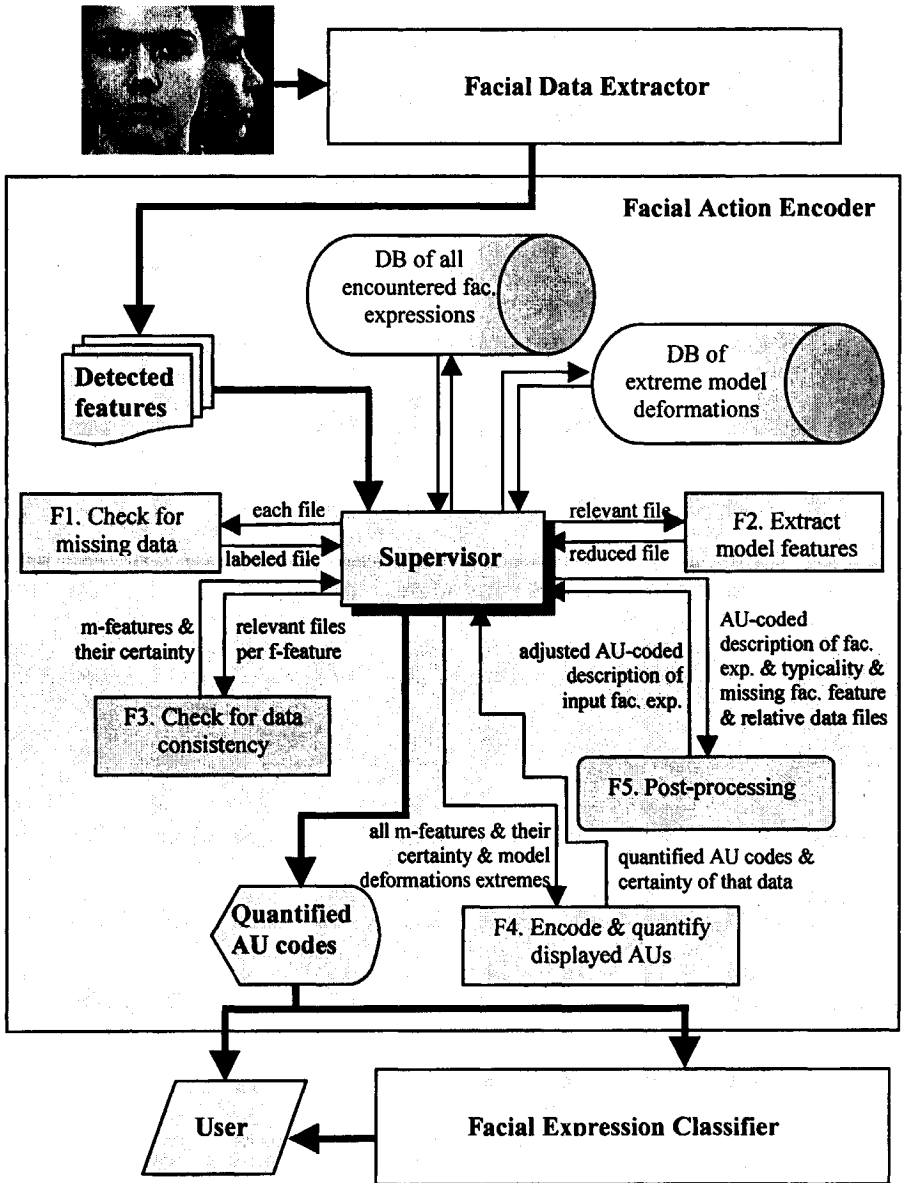 Facial Data Extractor
Facial Action Encoder
DB of all
encountered fac.
expressions
DB of
extreme model
deformations
Detected
features
F1. Check for
missing data
each file
labeled file
Supervisor
relevant file
reduced file
F2. Extract
model features
m-features &
their certainty
relevant files
per f-feature
F3. Check for data
consistency
adjusted AU-coded
description of
input fac. exp.
AU-coded
description of fac.
exp. & typicality &
missing fac. feature
& relative data files
F5. Post-processing
all m-features & their
certainty & model
deformations extremes
quantified AU codes &
certainty of that data
Quantified
AU codes
F4. Encode & quantify
displayed AUs
User
Facial Expression Classifier